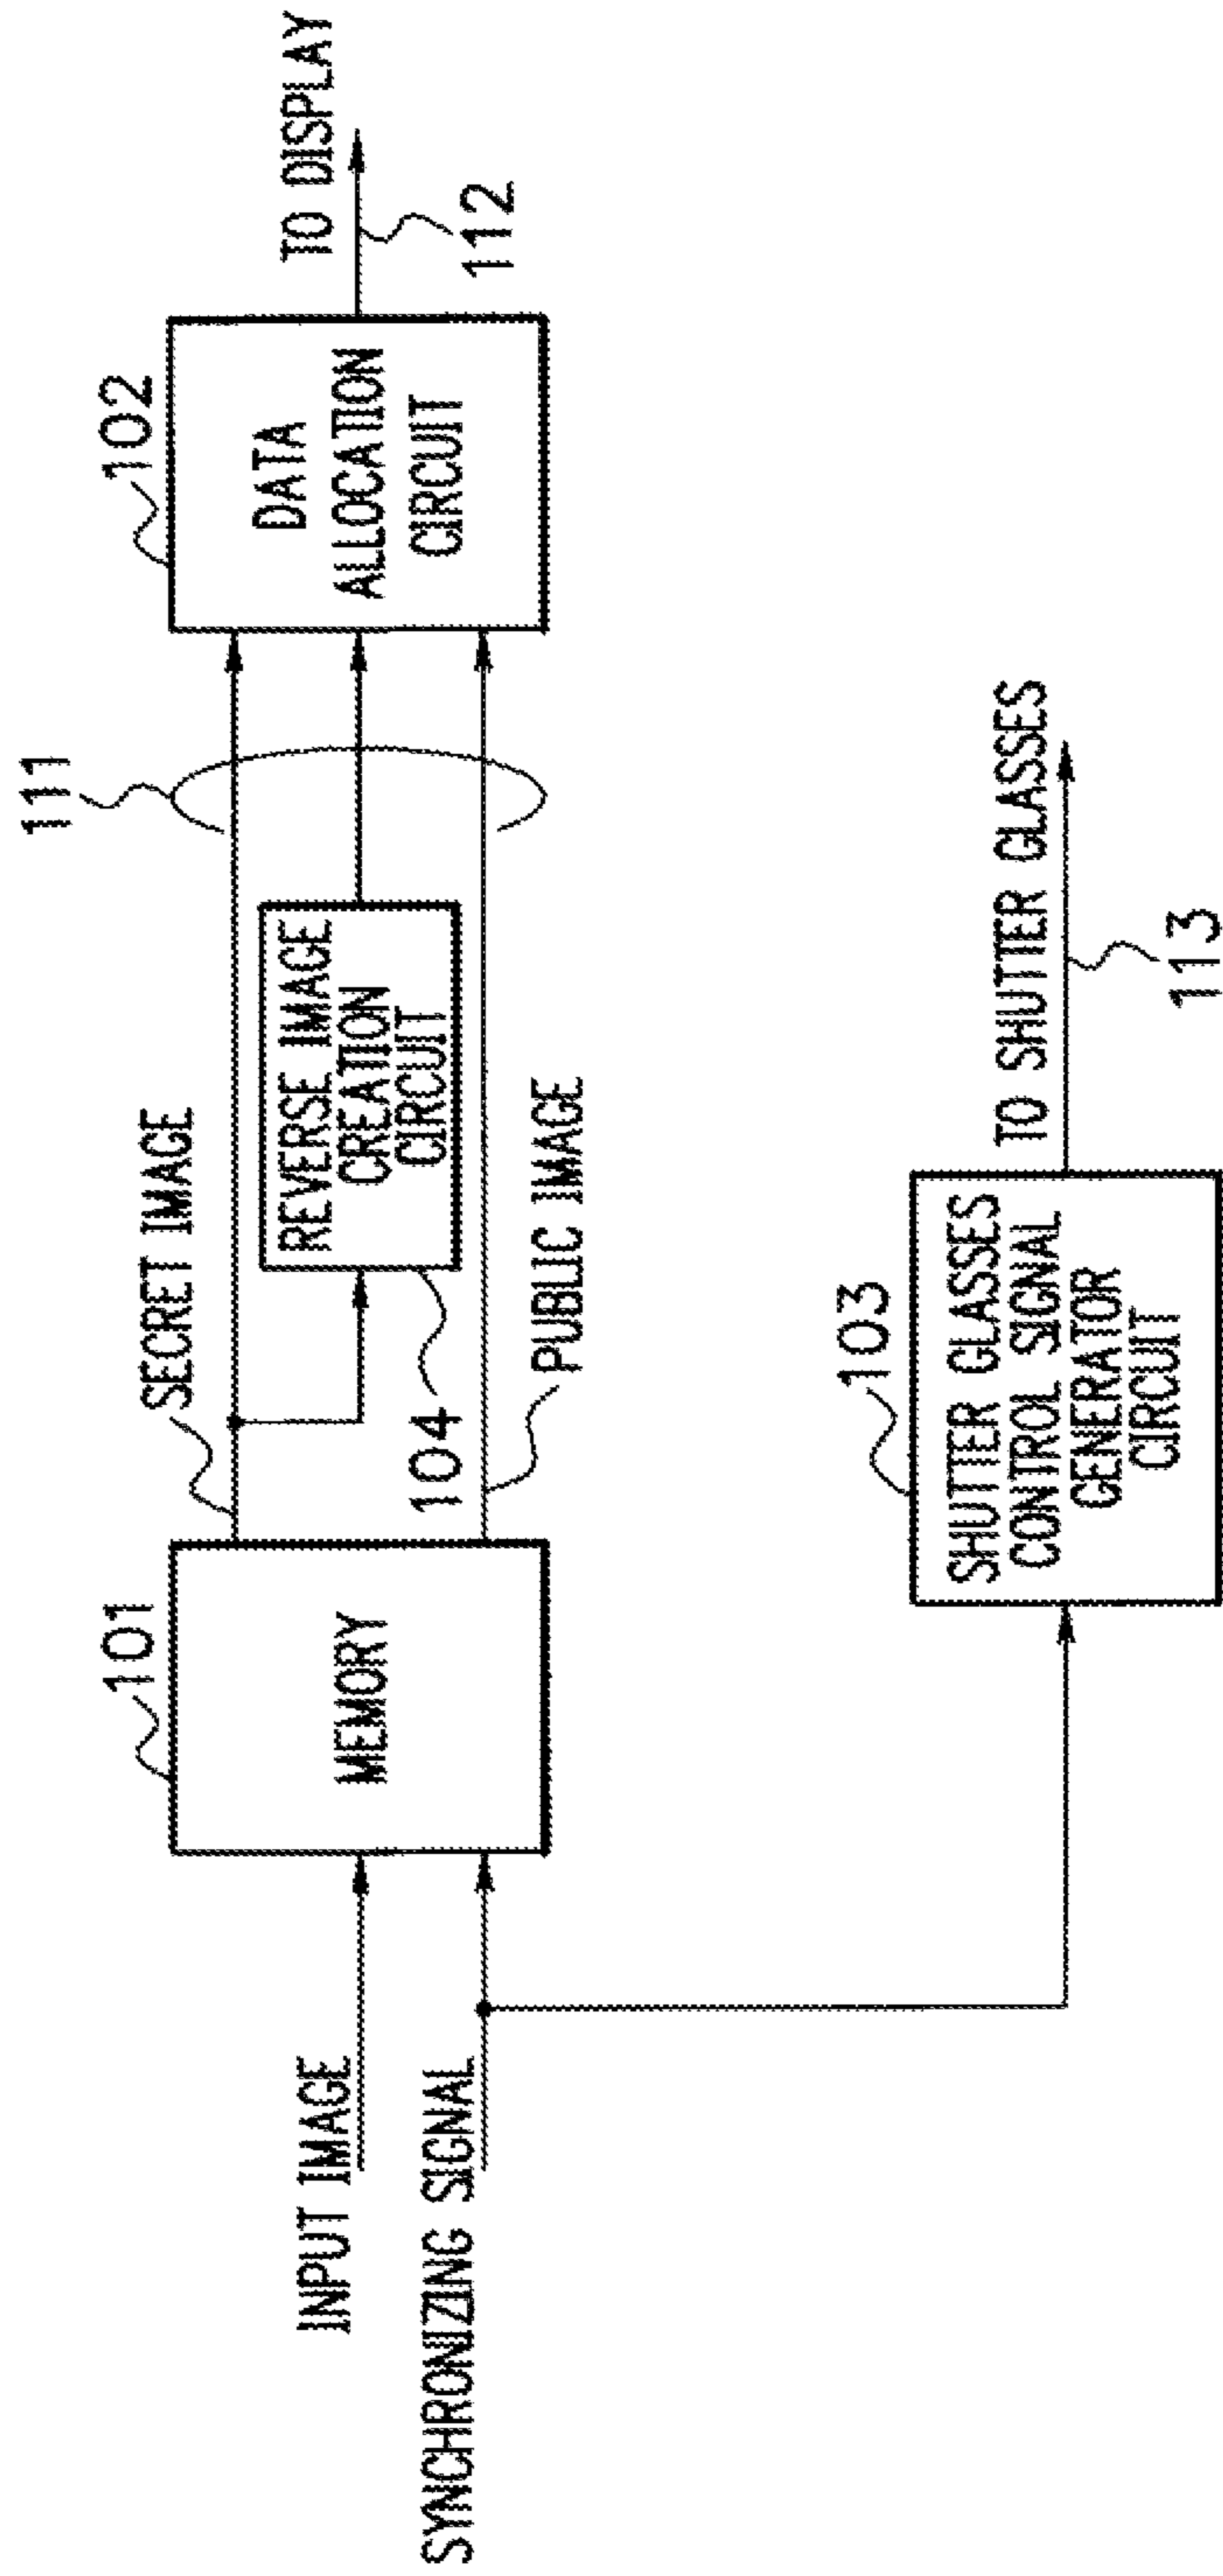 111
102
TO DISPLAY
112
101
SECRET IMAGE
INPUT IMAGE
SYNCHRONIZING SIGNAL
MEMORY
REVERSE IMAGE
CREATION
CIRCUIT
104
PUBLIC IMAGE
DATA
ALLOCATION
CIRCUIT
103
SHUTTER GLASSES
CONTROL SIGNAL
GENERATOR
CIRCUIT
TO SHUTTER GLASSES
113